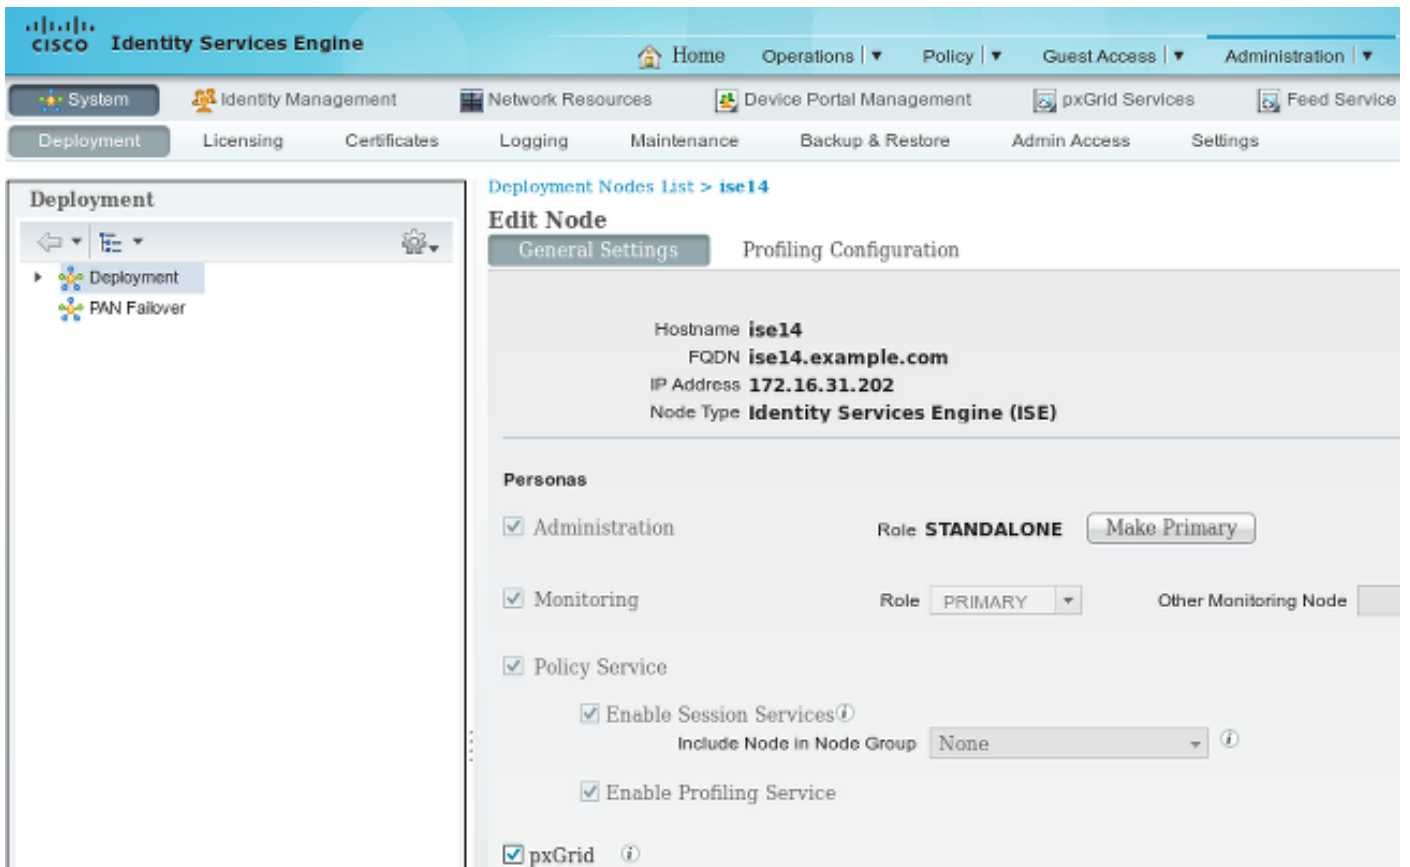 CISCO Identity Services Engine
Home Operations Policy Guest Access Administration
System Identity Management Network Resources Device Portal Management pxGrid Services Feed Service
Deployment Licensing Certificates Logging Maintenance Backup & Restore Admin Access Settings
Deployment
Deployment
PAN Failover
Deployment Nodes List > ise14
Edit Node
General Settings Profiling Configuration
Hostname ise14
FQDN ise14.example.com
IP Address 172.16.31.202
Node Type Identity Services Engine (ISE)
Personas
Administration Role STANDALONE Make Primary
Monitoring Role PRIMARY Other Monitoring Node
Policy Service
Enable Session Services
Include Node in Node Group None
Enable Profiling Service
pxGrid